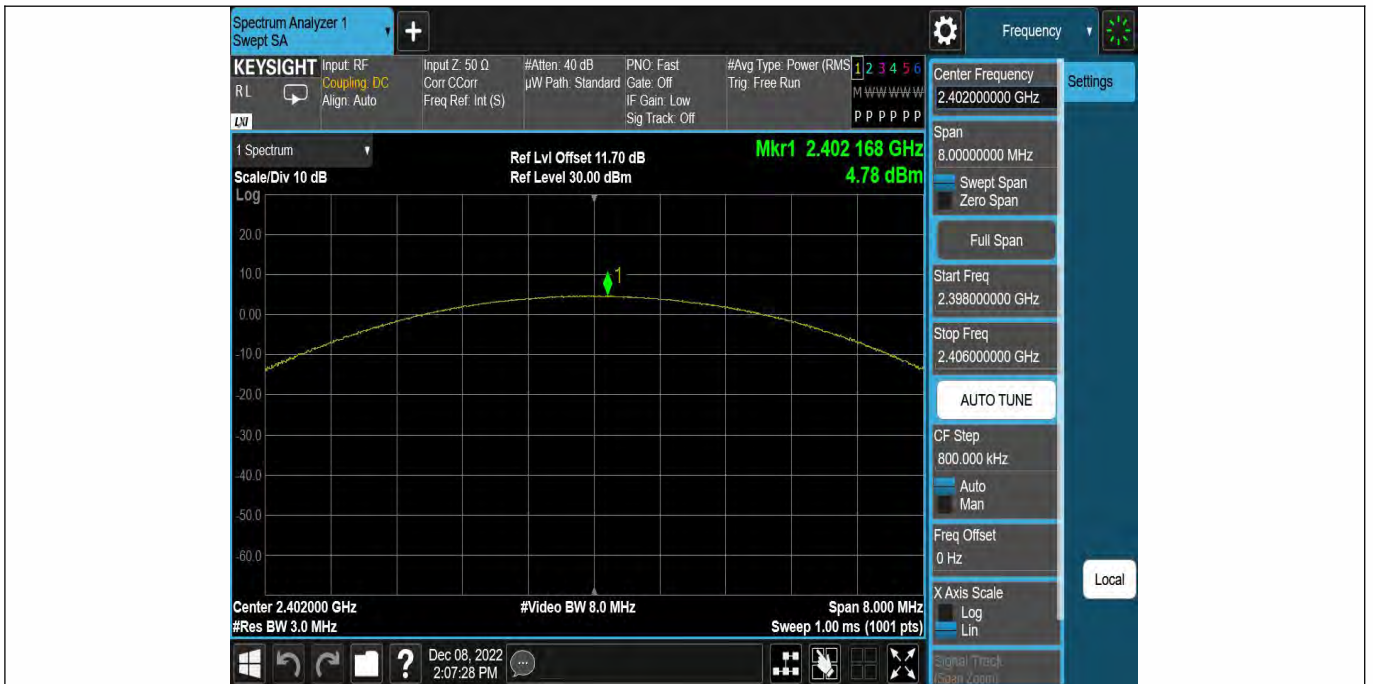 Spectrum Analyzer 1
Swept SA
+
Frequency
KEYSIGHT
RL
LXI
Input: RF
Coupling: DC
Align: Auto
Input Z: 50 Ω
Corr CCorr
Freq Ref: Int (S)
#Atten: 40 dB
µW Path: Standard
PNO: Fast
Gate: Off
IF Gain: Low
Sig Track: Off
#Avg Type: Power (RMS
Trig: Free Run
1 2 3 4 5 6
M W W W W W
P P P P P P
1 Spectrum
Scale/Div 10 dB
Log
Ref Lvl Offset 11.70 dB
Ref Level 30.00 dBm
Mkr1 2.402 168 GHz
4.78 dBm
20.0
10.0
0.00
-10.0
-20.0
-30.0
-40.0
-50.0
-60.0
1
Center 2.402000 GHz
#Res BW 3.0 MHz
#Video BW 8.0 MHz
Span 8.000 MHz
Sweep 1.00 ms (1001 pts)
Dec 08, 2022
2:07:28 PM
Center Frequency
2.402000000 GHz
Settings
Span
8.00000000 MHz
Swept Span
Zero Span
Full Span
Start Freq
2.398000000 GHz
Stop Freq
2.406000000 GHz
AUTO TUNE
CF Step
800.000 kHz
Auto
Man
Freq Offset
0 Hz
X Axis Scale
Log
Lin
Local
Signal Track
(Span Zoom)